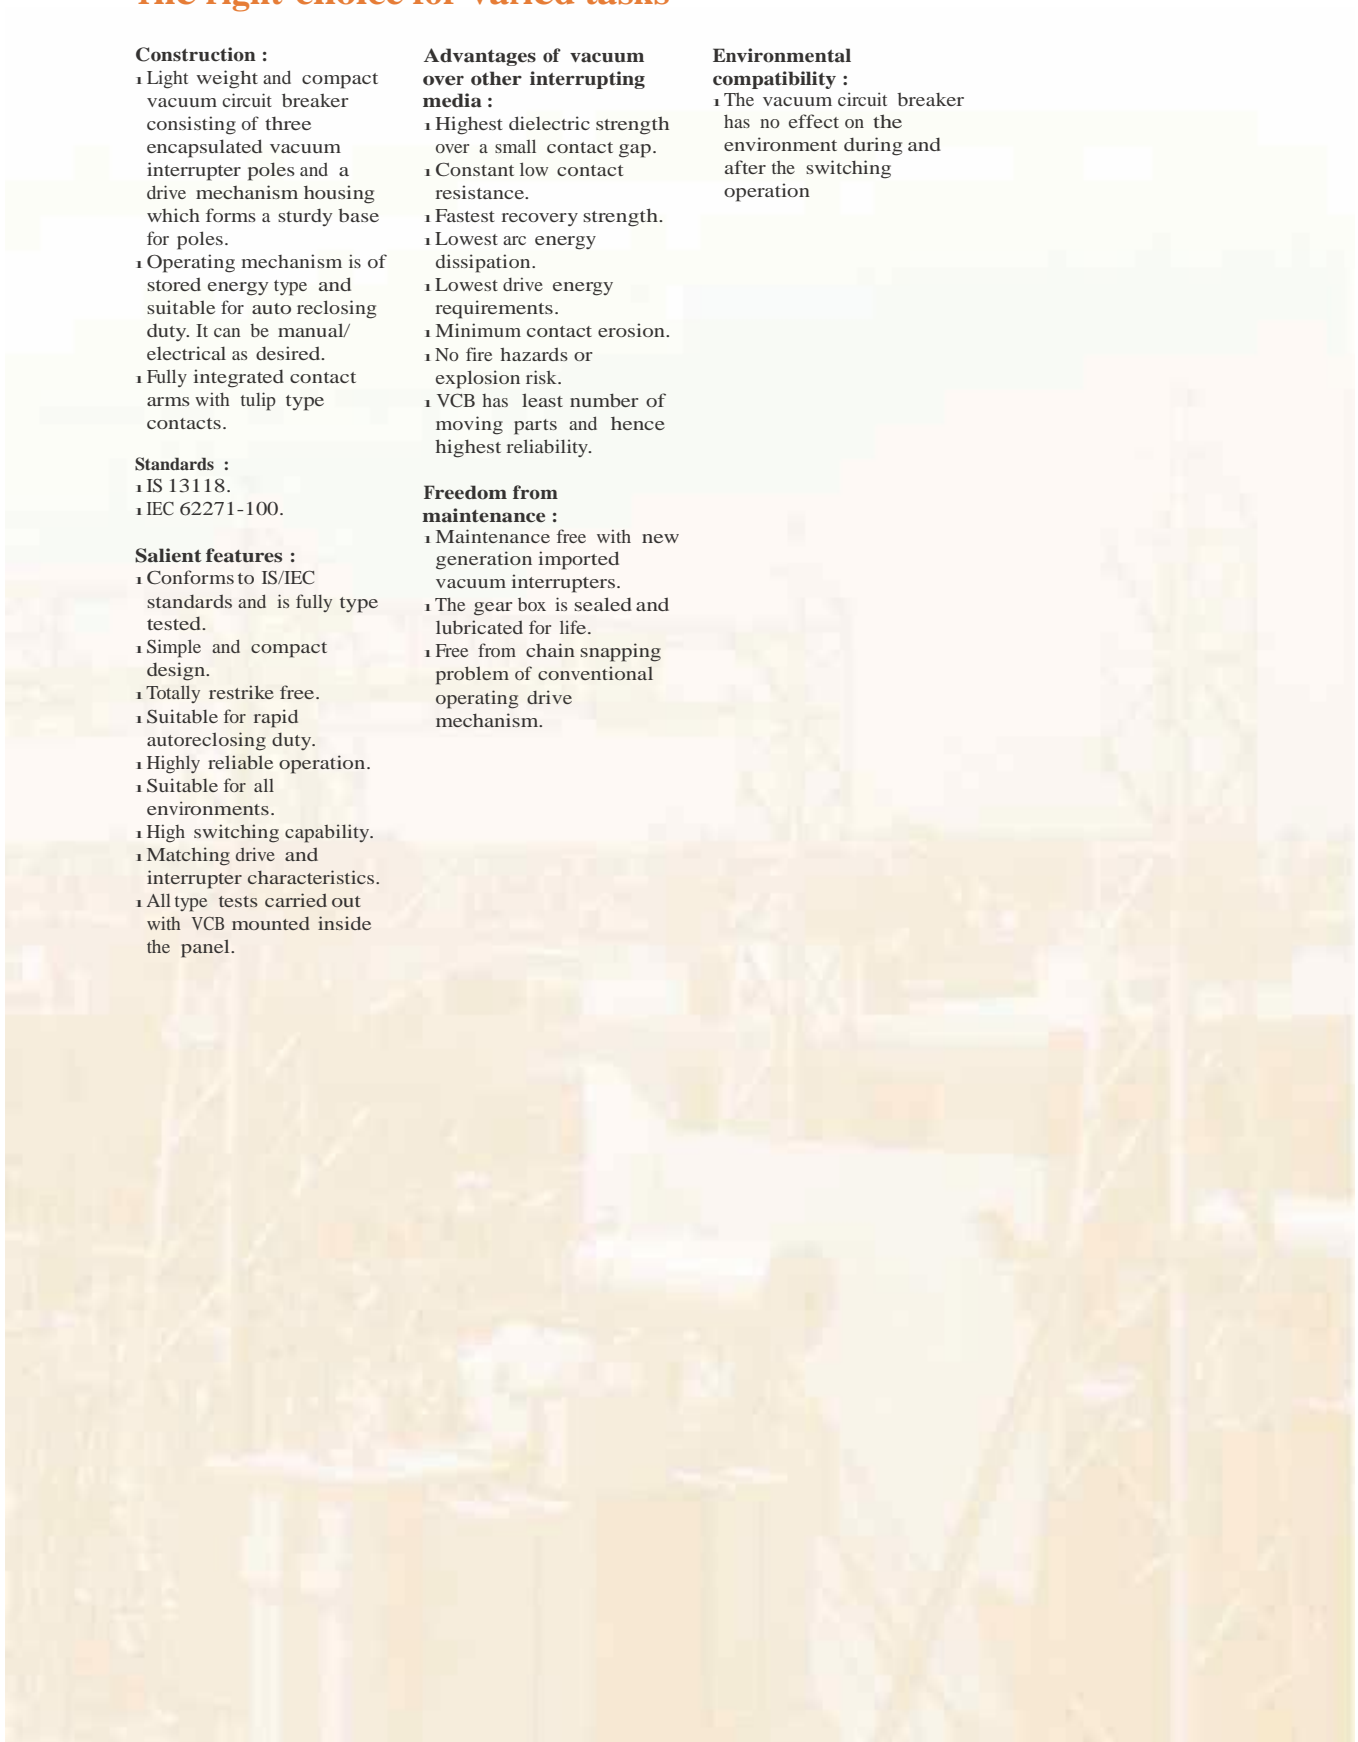 The right choice for varied tasks
Construction :
ı Light weight and compact
vacuum circuit breaker
consisting of three
encapsulated vacuum
interrupter poles and a
drive mechanism housing
which forms a sturdy base
for poles.
ı Operating mechanism is of
stored energy type and
suitable for auto reclosing
duty. It can be manual/
electrical as desired.
ı Fully integrated contact
arms with tulip type
contacts.
Standards :
ı IS 13118.
ı IEC 62271-100.
Salient features :
ı Conforms to IS/IEC
standards and is fully type
tested.
ı Simple and compact
design.
ı Totally restrike free.
ı Suitable for rapid
autoreclosing duty.
ı Highly reliable operation.
ı Suitable for all
environments.
ı High switching capability.
ı Matching drive and
interrupter characteristics.
ı All type tests carried out
with VCB mounted inside
the panel.
Advantages of vacuum
over other interrupting
media :
ı Highest dielectric strength
over a small contact gap.
ı Constant low contact
resistance.
ı Fastest recovery strength.
ı Lowest arc energy
dissipation.
ı Lowest drive energy
requirements.
ı Minimum contact erosion.
ı No fire hazards or
explosion risk.
ı VCB has least number of
moving parts and hence
highest reliability.
Freedom from
maintenance :
ı Maintenance free with new
generation imported
vacuum interrupters.
ı The gear box is sealed and
lubricated for life.
ı Free from chain snapping
problem of conventional
operating drive
mechanism.
Environmental
compatibility :
ı The vacuum circuit breaker
has no effect on the
environment during and
after the switching
operation